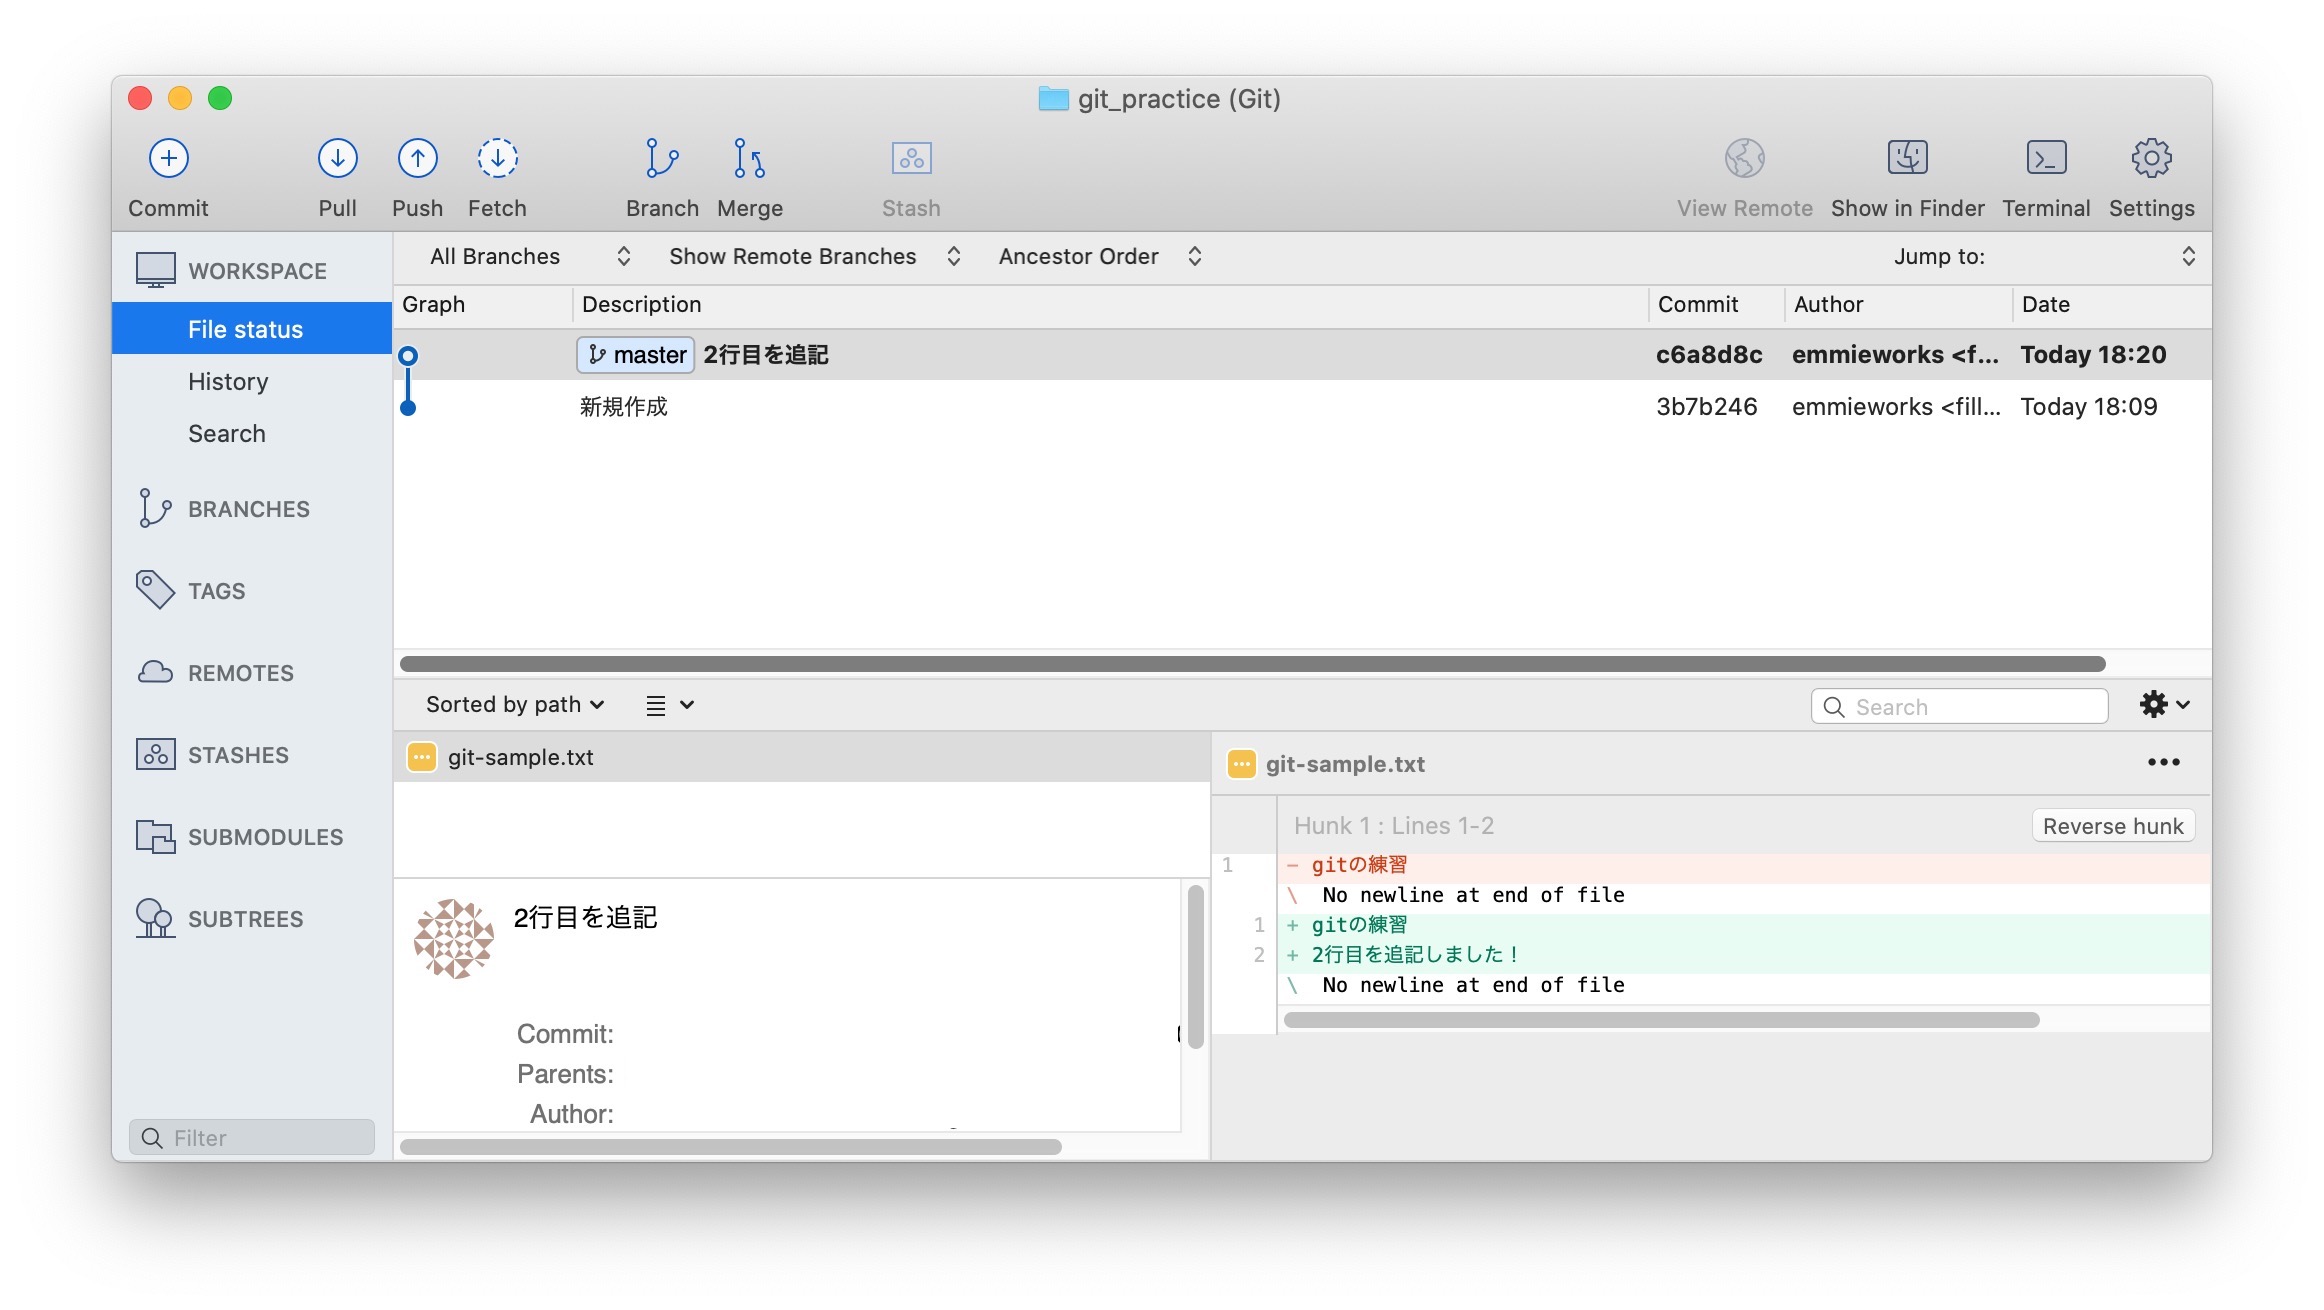 git_practice (Git)
Commit Pull Push Fetch Branch Merge Stash View Remote Show in Finder Terminal Settings
WORKSPACE
File status
History
Search
BRANCHES
TAGS
REMOTES
STASHES
SUBMODULES
SUBTREES
Filter
All Branches Show Remote Branches Ancestor Order Jump to:
Graph Description Commit Author Date
master 2行目を追記 c6a8d8c emmieworks <f... Today 18:20
新規作成 3b7b246 emmieworks <fill... Today 18:09
Sorted by path Search
git-sample.txt
2行目を追記
Commit:
Parents:
Author:
git-sample.txt
Hunk 1 : Lines 1-2 Reverse hunk
1 - gitの練習
\ No newline at end of file
1 + gitの練習
2 + 2行目を追記しました！
\ No newline at end of file